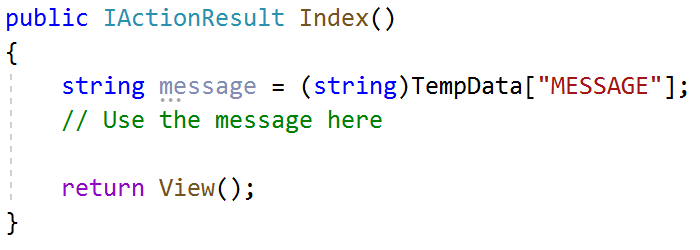 public IActionResult Index()
{
    string message = (string)TempData["MESSAGE"];
    // Use the message here
    return View();
}